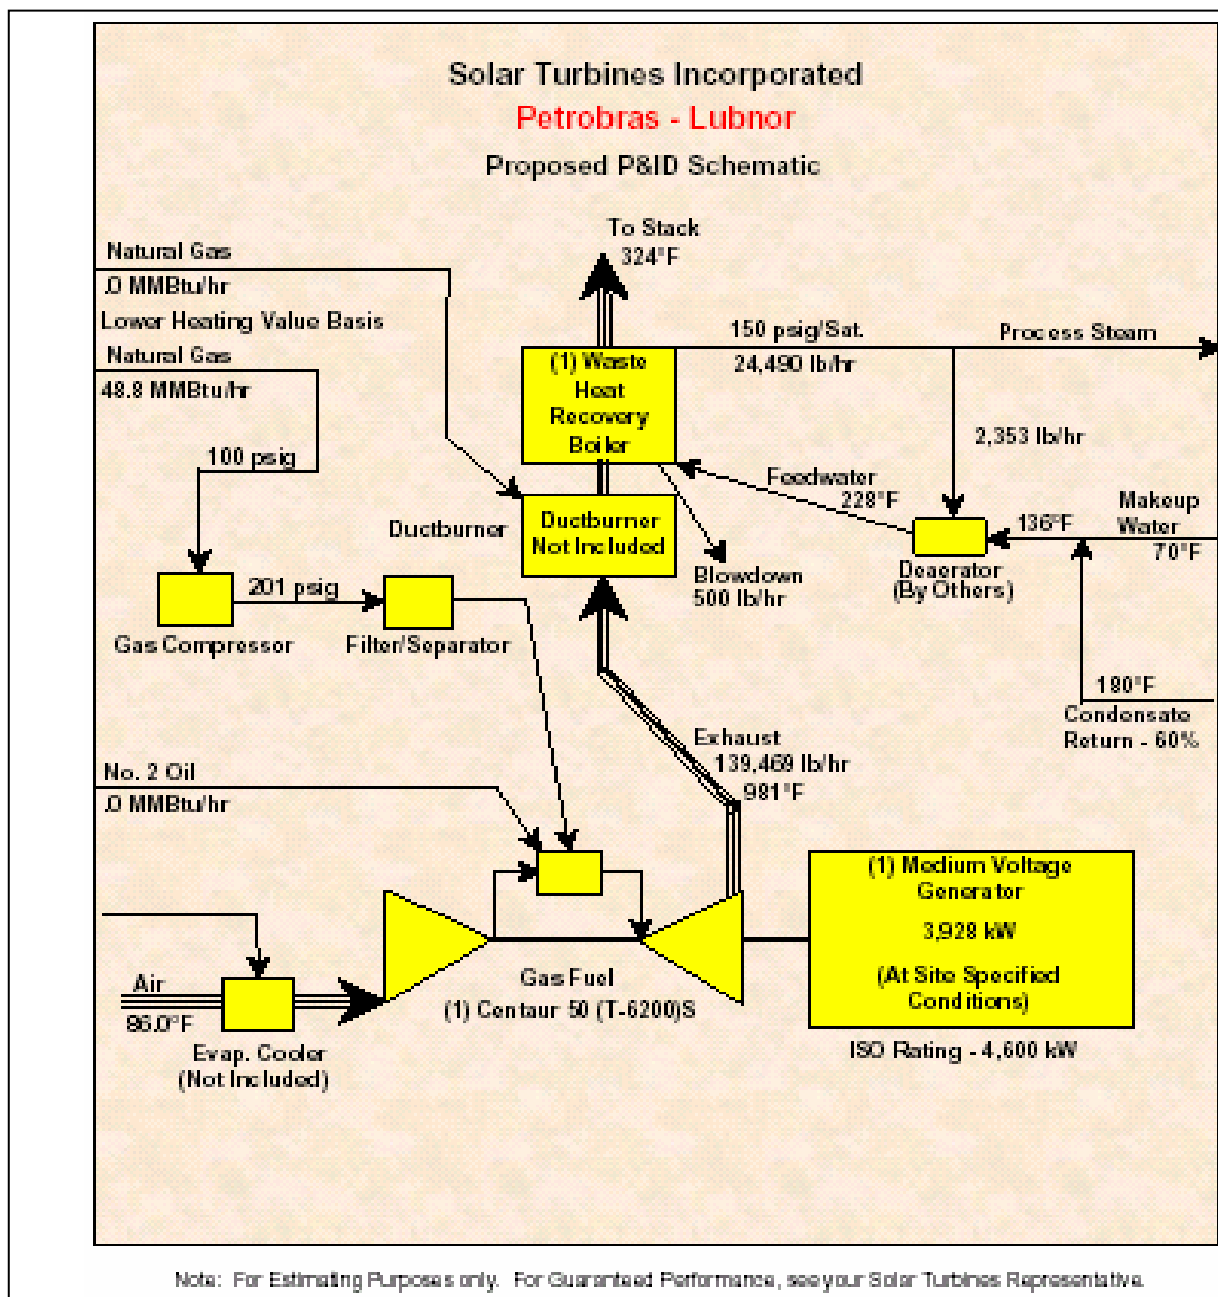 Solar Turbines Incorporated
Petrobras - Lubnor
Proposed P&ID Schematic
To Stack
324°F
Natural Gas
.0 MMBtu/hr
Lower Heating Value Basis
Natural Gas
48.8 MMBtu/hr
100 psig
150 psig/Sat.
24,490 lb/hr
Process Steam
(1) Waste
Heat
Recovery
Boiler
2,353 lb/hr
Feedwater
228°F
Makeup
Water
70°F
136°F
Ductburner
Ductburner
Not Included
Deaerator
(By Others)
Blowdown
500 lb/hr
201 psig
Gas Compressor
Filter/Separator
180°F
Condensate
Return - 60%
Exhaust
139,469 lb/hr
981°F
No. 2 Oil
.0 MMBtu/hr
(1) Medium Voltage
Generator
3,928 kW
(At Site Specified
Conditions)
ISO Rating - 4,600 kW
Air
86.0°F
Gas Fuel
(1) Centaur 50 (T-6200)S
Evap. Cooler
(Not Included)
Note: For Estimating Purposes only. For Guaranteed Performance, see your Solar Turbines Representative.